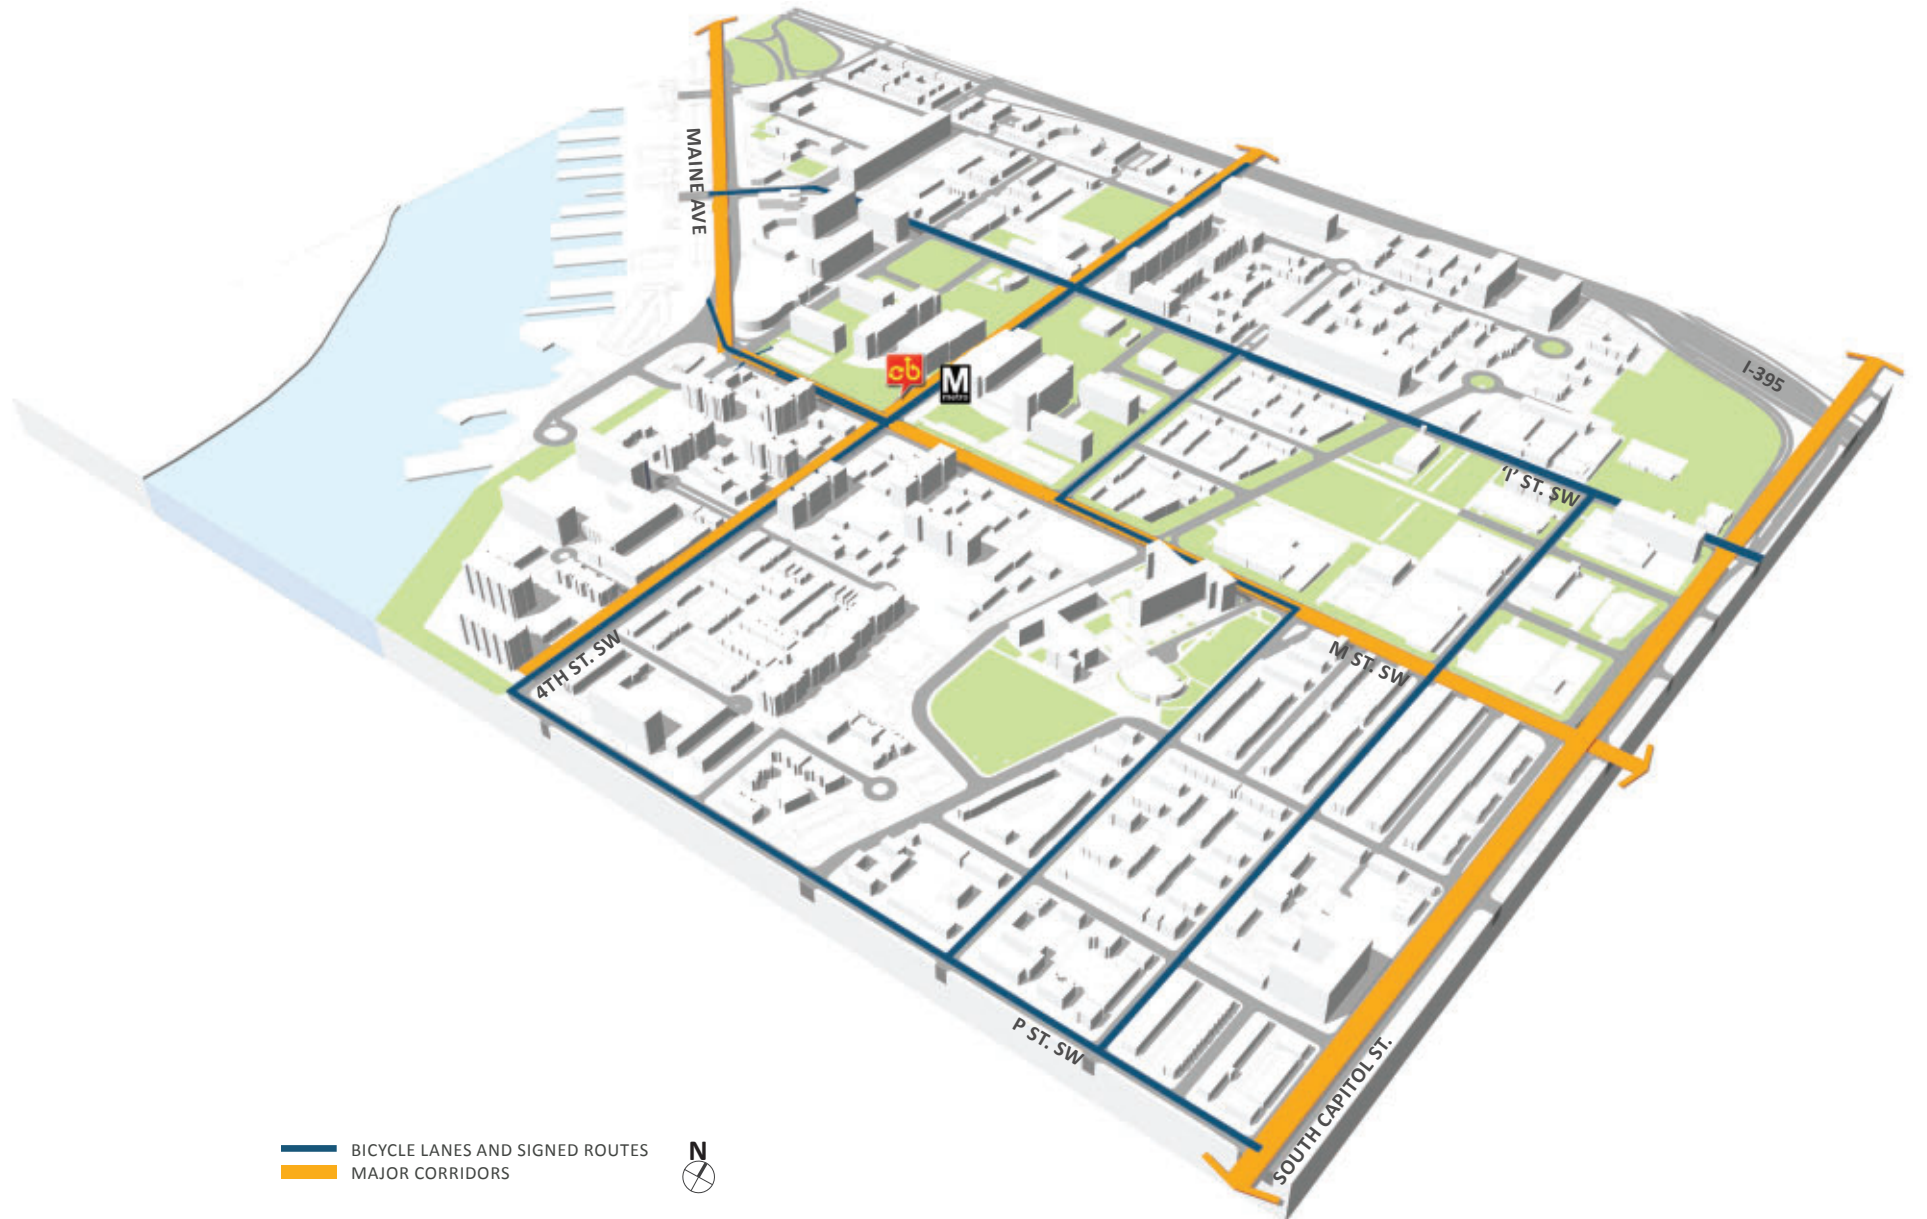 MAINE AVE
I-395
cb
M
metro
'I' ST. SW
4TH ST. SW
M ST. SW
P ST. SW
SOUTH CAPITOL ST.
BICYCLE LANES AND SIGNED ROUTES
MAJOR CORRIDORS
N